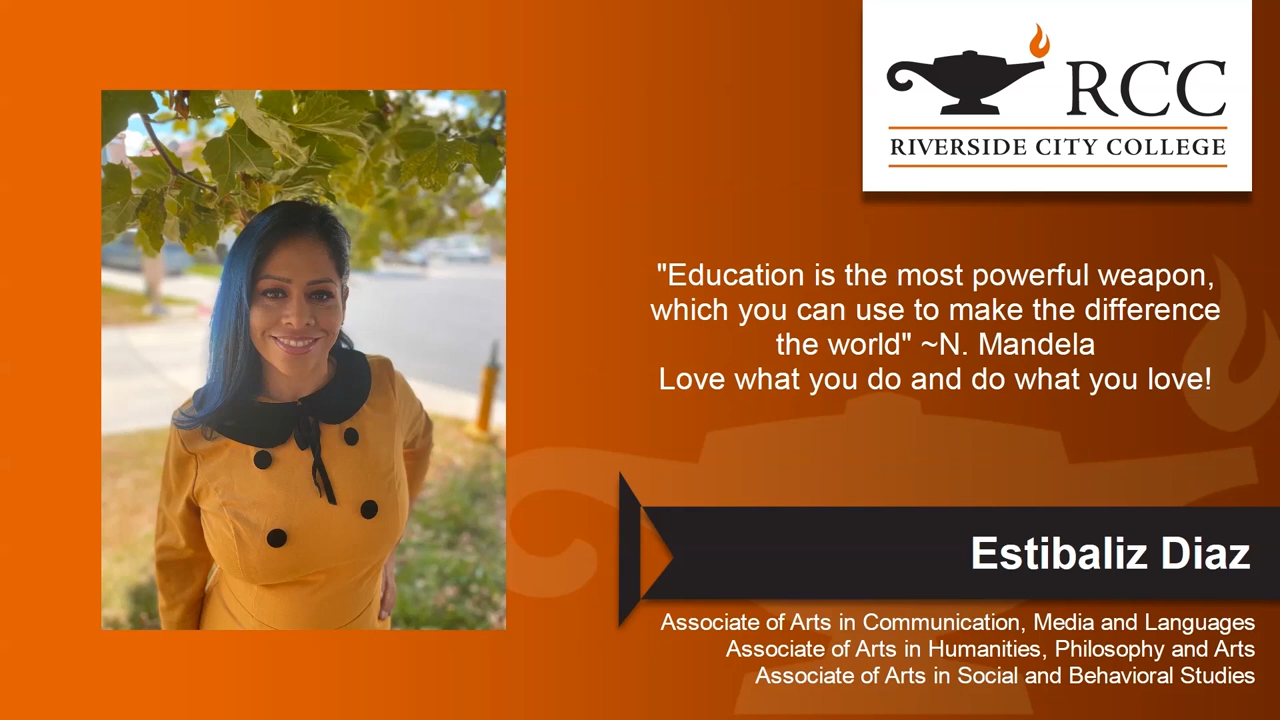 RCC
RIVERSIDE CITY COLLEGE
"Education is the most powerful weapon,
which you can use to make the difference
the world" ~N. Mandela
Love what you do and do what you love!
Estibaliz Diaz
Associate of Arts in Communication, Media and Languages
Associate of Arts in Humanities, Philosophy and Arts
Associate of Arts in Social and Behavioral Studies